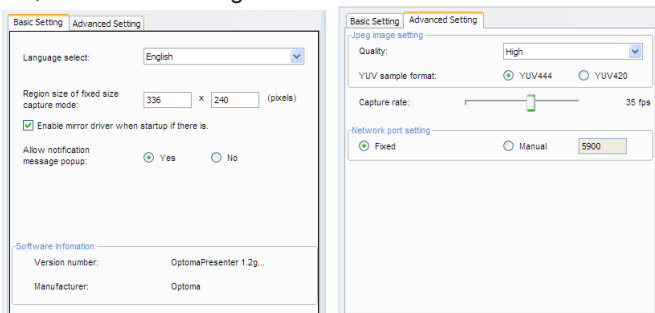 Basic Setting Advanced Setting
Language select: English
Region size of fixed size
capture mode: 336 x 240 (pixels)
Enable mirror driver when startup if there is.
Allow notification
message popup: Yes No
Software Infomation
Version number: OptomaPresenter 1.2g...
Manufacturer: Optoma
Basic Setting Advanced Setting
Jpeg image setting
Quality: High
YUV sample format: YUV444 YUV420
Capture rate: 35 fps
Network port setting
Fixed Manual 5900